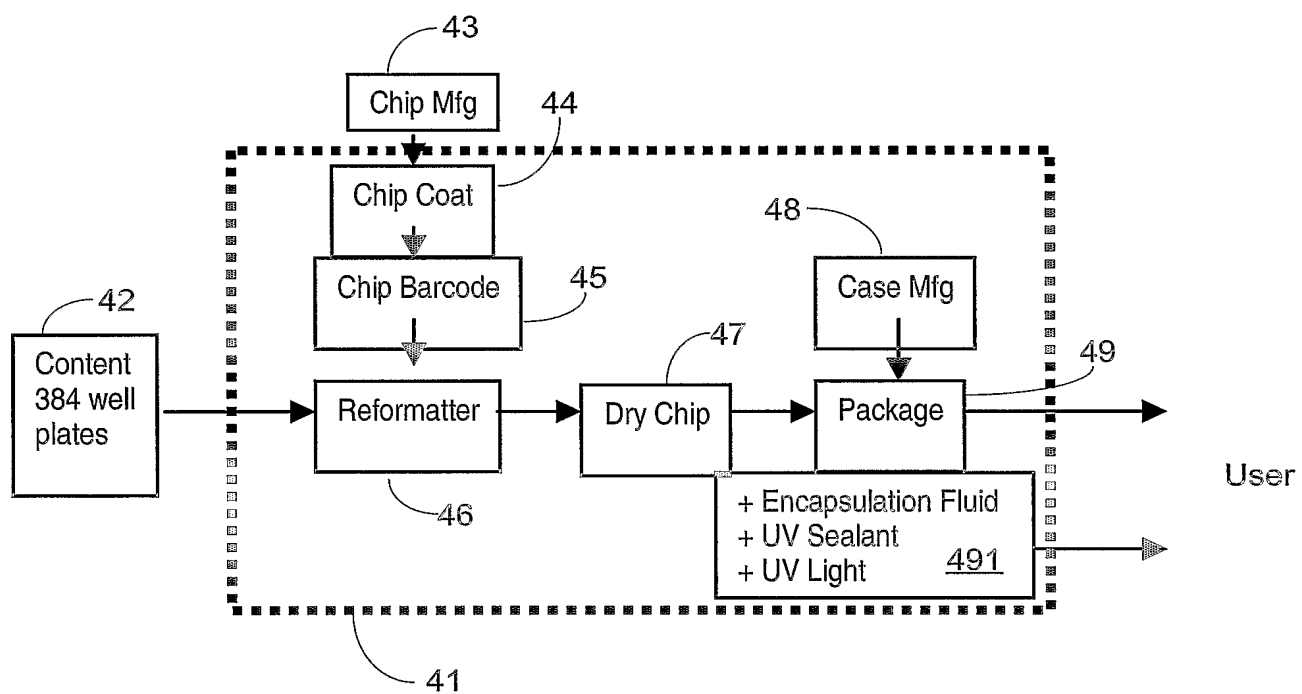 43
Chip Mfg
44
Chip Coat
48
42
Chip Barcode
45
Case Mfg
47
49
Content
384 well
plates
Reformatter
Dry Chip
Package
User
46
+ Encapsulation Fluid
+ UV Sealant
+ UV Light
491
41